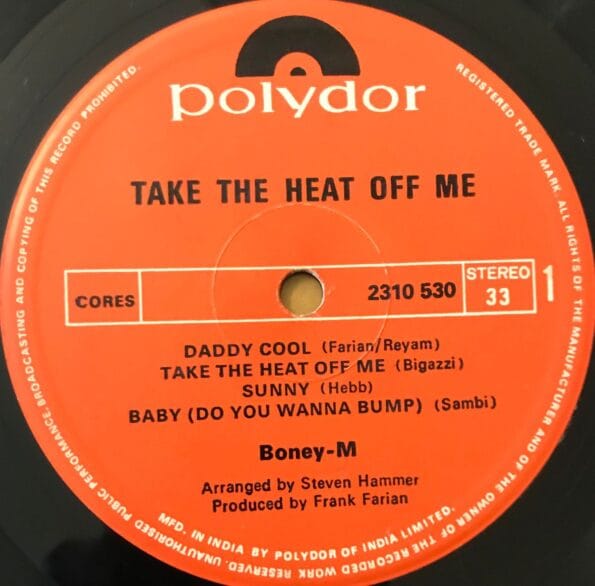 polydor
TAKE THE HEAT OFF ME
CORES
2310 530
STEREO
33
1
DADDY COOL (Farian/Reyam)
TAKE THE HEAT OFF ME (Bigazzi)
SUNNY (Hebb)
BABY (DO YOU WANNA BUMP) (Sambi)
Boney-M
Arranged by Steven Hammer
Produced by Frank Farian
MFD. IN INDIA BY POLYDOR OF INDIA LIMITED.
REGISTERED TRADE MARK. ALL RIGHTS OF THE MANUFACTURER AND OF THE OWNER OF THE RECORDED WORK RESERVED. UNAUTHORISED PUBLIC PERFORMANCE, BROADCASTING AND COPYING OF THIS RECORD PROHIBITED.